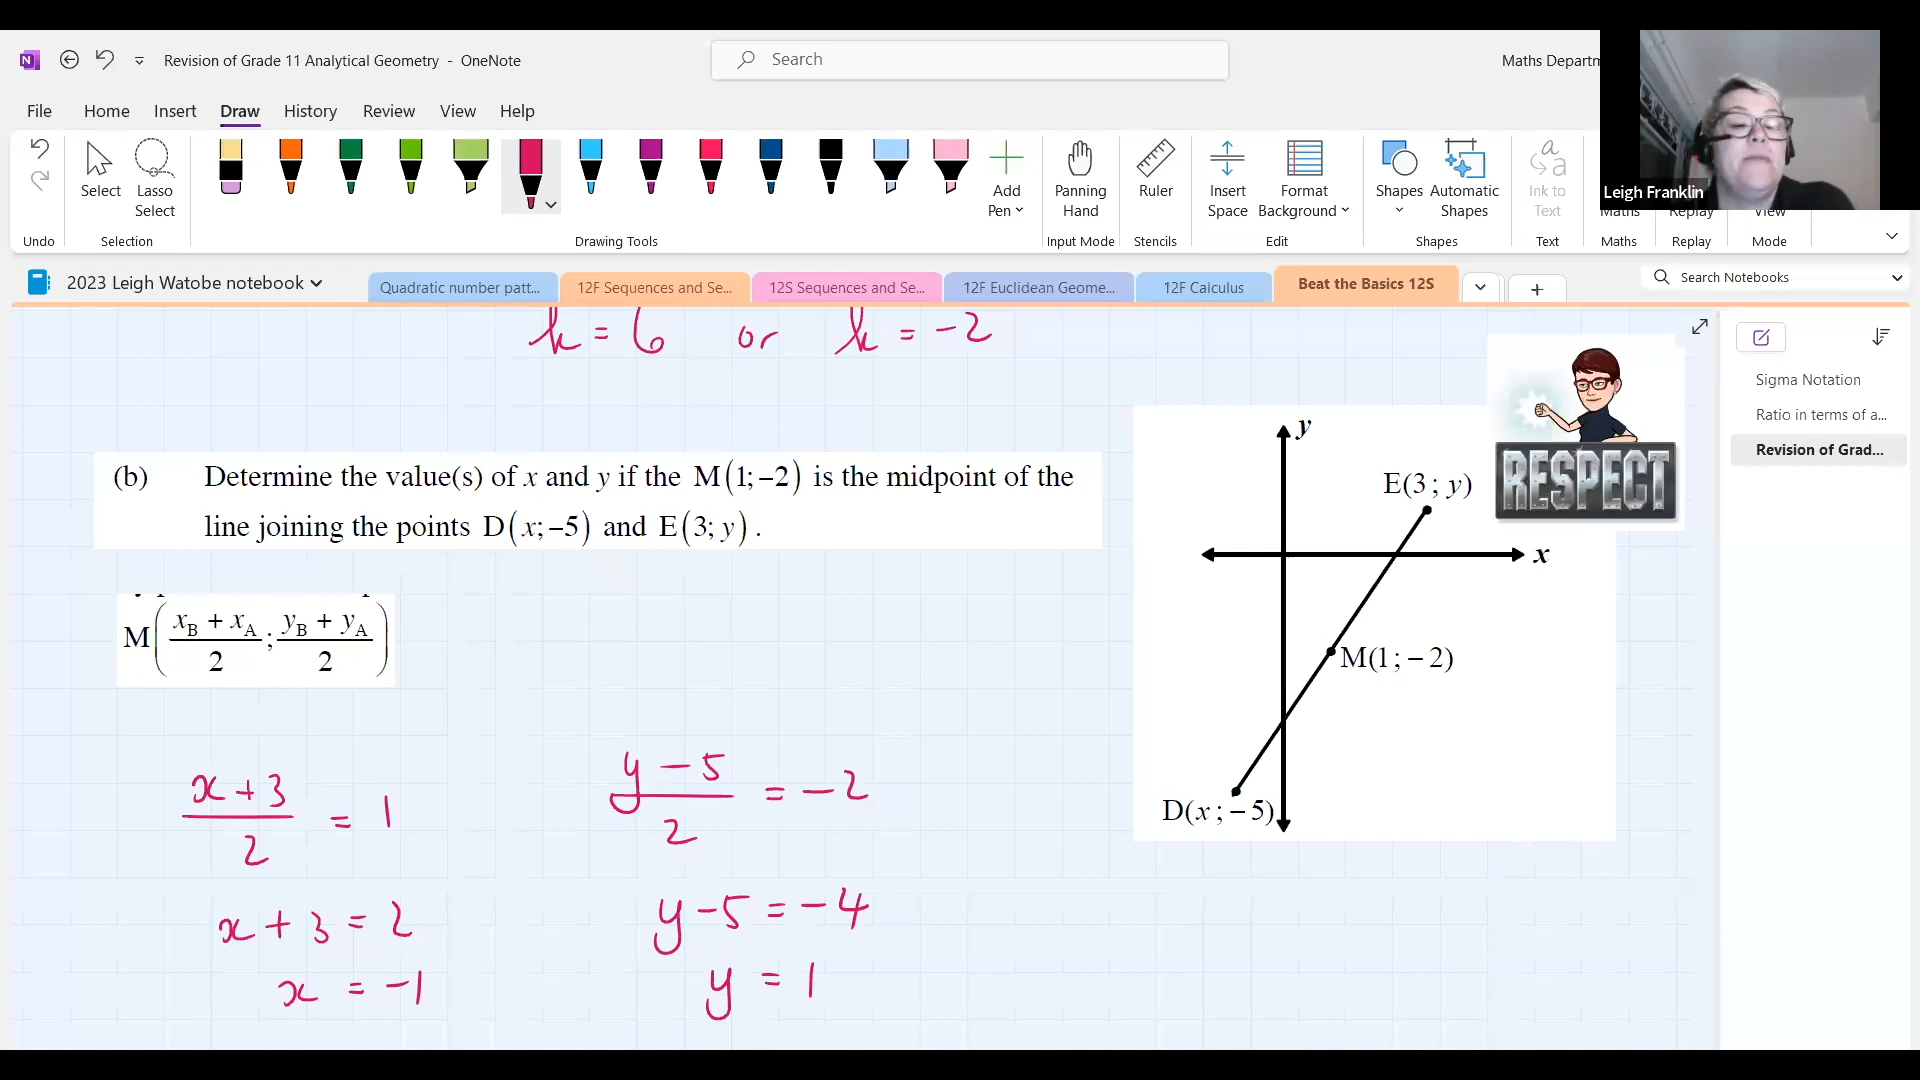 Revision of Grade 11 Analytical Geometry - OneNote
Search
Maths Departm
Leigh Franklin
File Home Insert Draw History Review View Help
Select
Lasso Select
Add Pen
Panning Hand
Ruler
Insert Space
Format Background
Shapes
Automatic Shapes
Ink to Text
Maths
Replay
View
Undo Selection Drawing Tools Input Mode Stencils Edit Shapes Text Maths Replay Mode
2023 Leigh Watobe notebook
Quadratic number patt... 12F Sequences and Se... 12S Sequences and Se... 12F Euclidean Geome... 12F Calculus Beat the Basics 12S
Search Notebooks
Sigma Notation
Ratio in terms of a...
Revision of Grad...
k = 6 or k = -2
RESPECT
(b) Determine the value(s) of x and y if the M(1;−2) is the midpoint of the
line joining the points D(x;−5) and E(3; y).
M((x_B + x_A)/2 ; (y_B + y_A)/2)
y
E(3 ; y)
x
M(1 ; − 2)
D(x ; − 5)
(x + 3)/2 = 1
x + 3 = 2
x = -1
(y - 5)/2 = -2
y - 5 = -4
y = 1